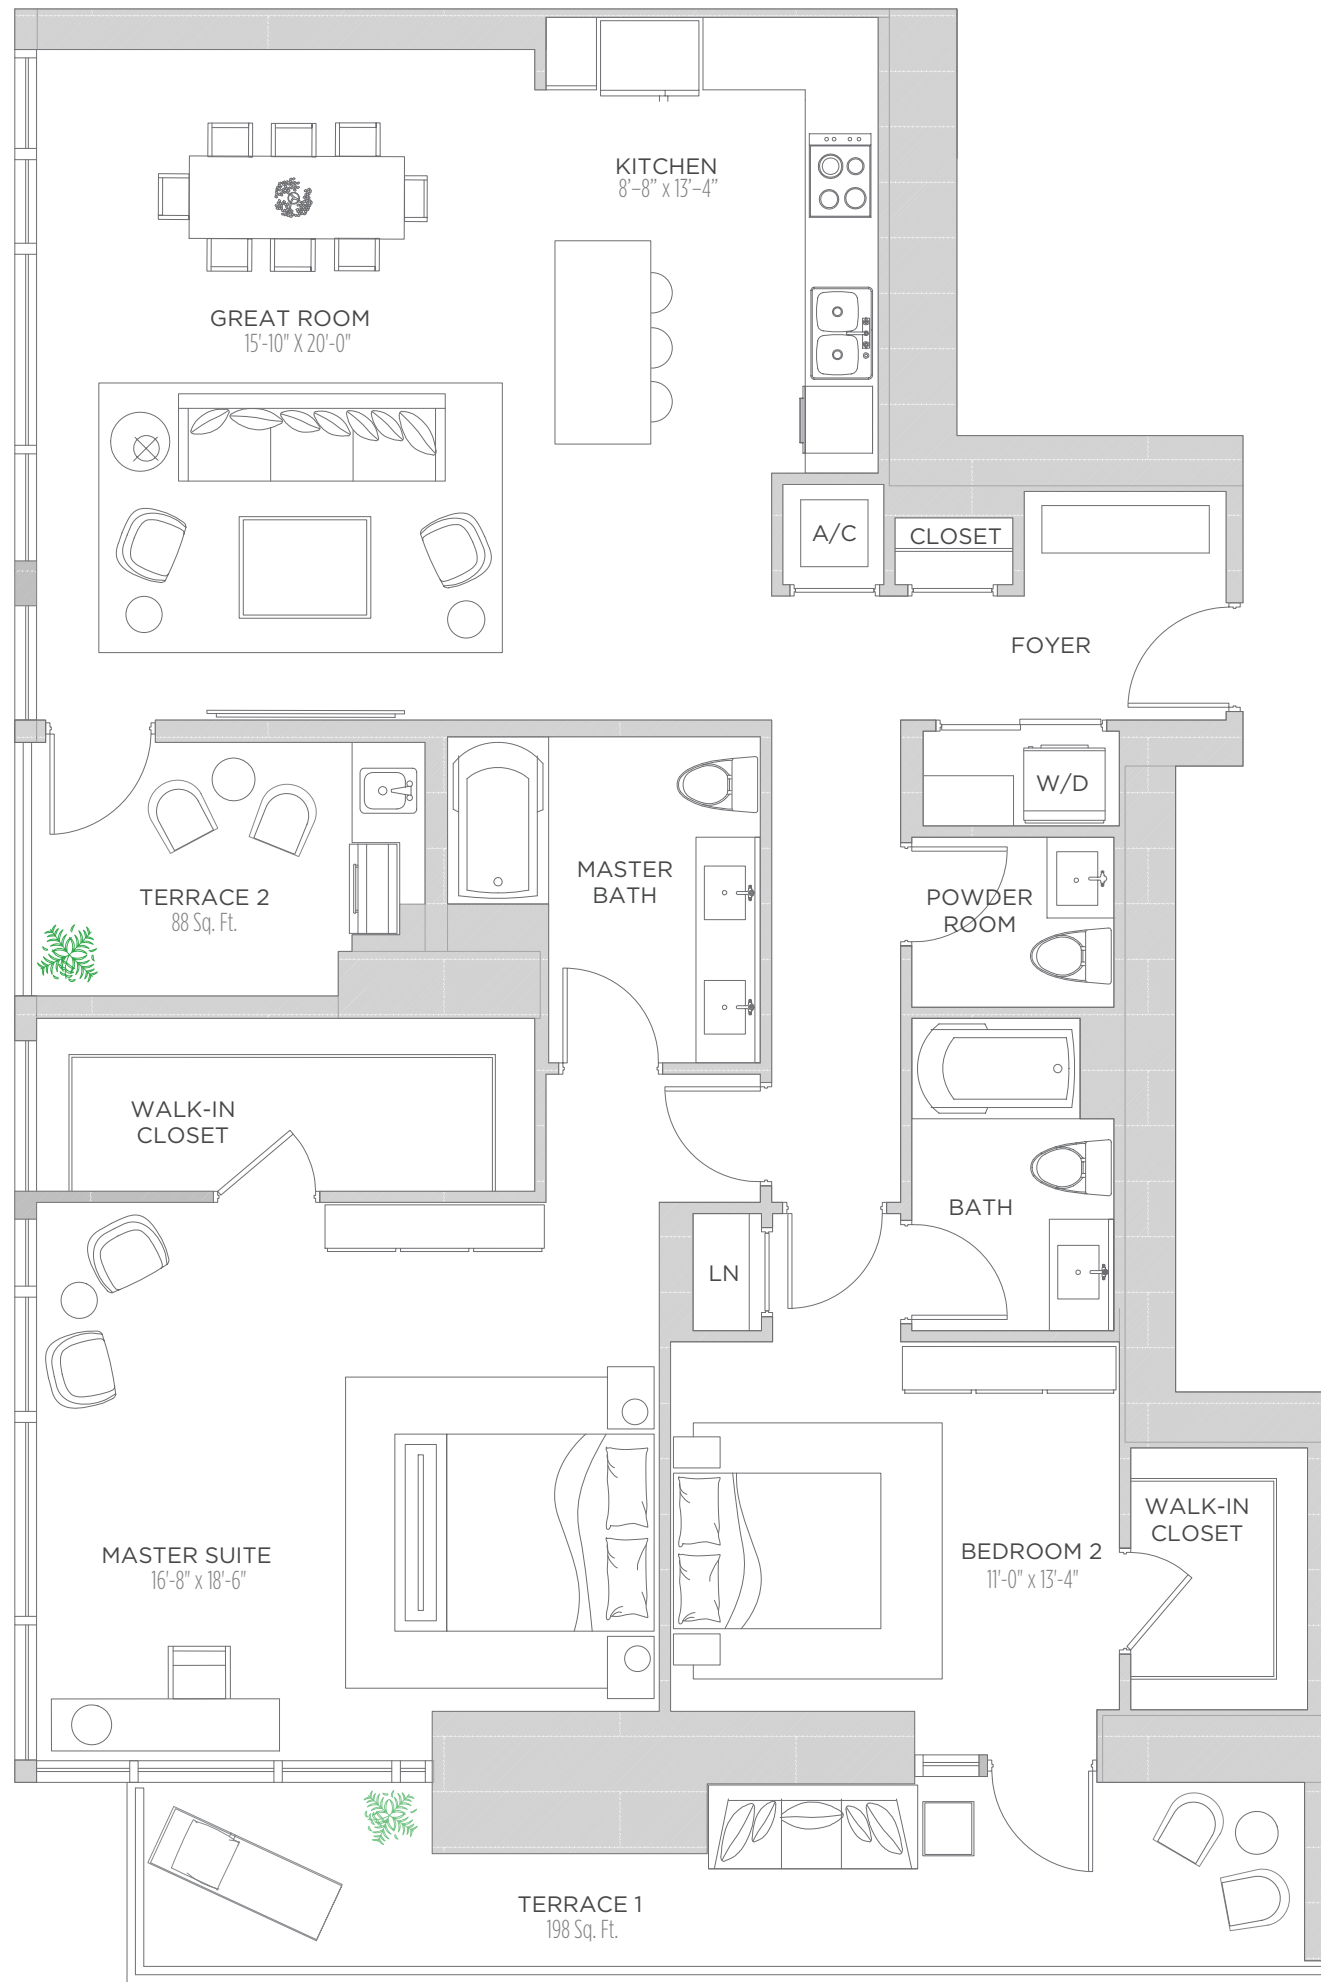 KITCHEN
8'-8" x 13'-4"
GREAT ROOM
15'-10" X 20'-0"
A/C
CLOSET
FOYER
W/D
MASTER
BATH
TERRACE 2
88 Sq. Ft.
POWDER
ROOM
WALK-IN
CLOSET
BATH
LN
WALK-IN
CLOSET
MASTER SUITE
16'-8" x 18'-6"
BEDROOM 2
11'-0" x 13'-4"
TERRACE 1
198 Sq. Ft.